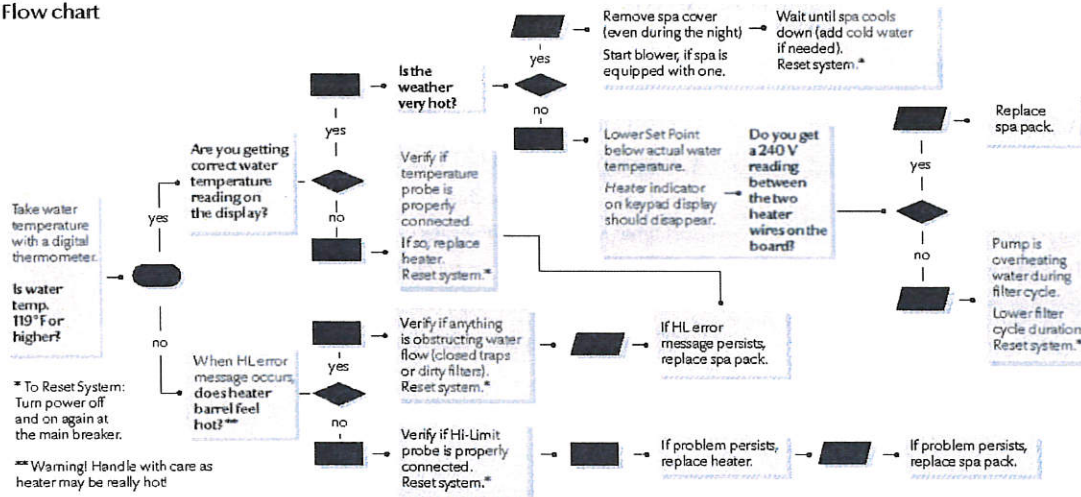 Flow chart
Take water
temperature
with a digital
thermometer.
Is water
temp.
119°F or
higher?
yes
no
Are you getting
correct water
temperature
reading on
the display?
yes
no
Is the
weather
very hot?
yes
no
Remove spa cover
(even during the night)
Start blower, if spa is
equipped with one.
Wait until spa cools
down (add cold water
if needed).
Reset system.*
Lower Set Point
below actual water
temperature.
Heater indicator
on keypad display
should disappear.
Do you get
a 240 V
reading
between
the two
heater
wires on the
board?
yes
no
Replace
spa pack.
Pump is
overheating
water during
filter cycle.
Lower filter
cycle duration.
Reset system.*
Verify if
temperature
probe is
properly
connected.
If so, replace
heater.
Reset system.*
When HL error
message occurs,
does heater
barrel feel
hot?**
yes
no
Verify if anything
is obstructing water
flow (closed traps
or dirty filters).
Reset system.*
If HL error
message persists,
replace spa pack.
Verify if Hi-Limit
probe is properly
connected.
Reset system.*
If problem persists,
replace heater.
If problem persists,
replace spa pack.
* To Reset System:
Turn power off
and on again at
the main breaker.
** Warning! Handle with care as
heater may be really hot!